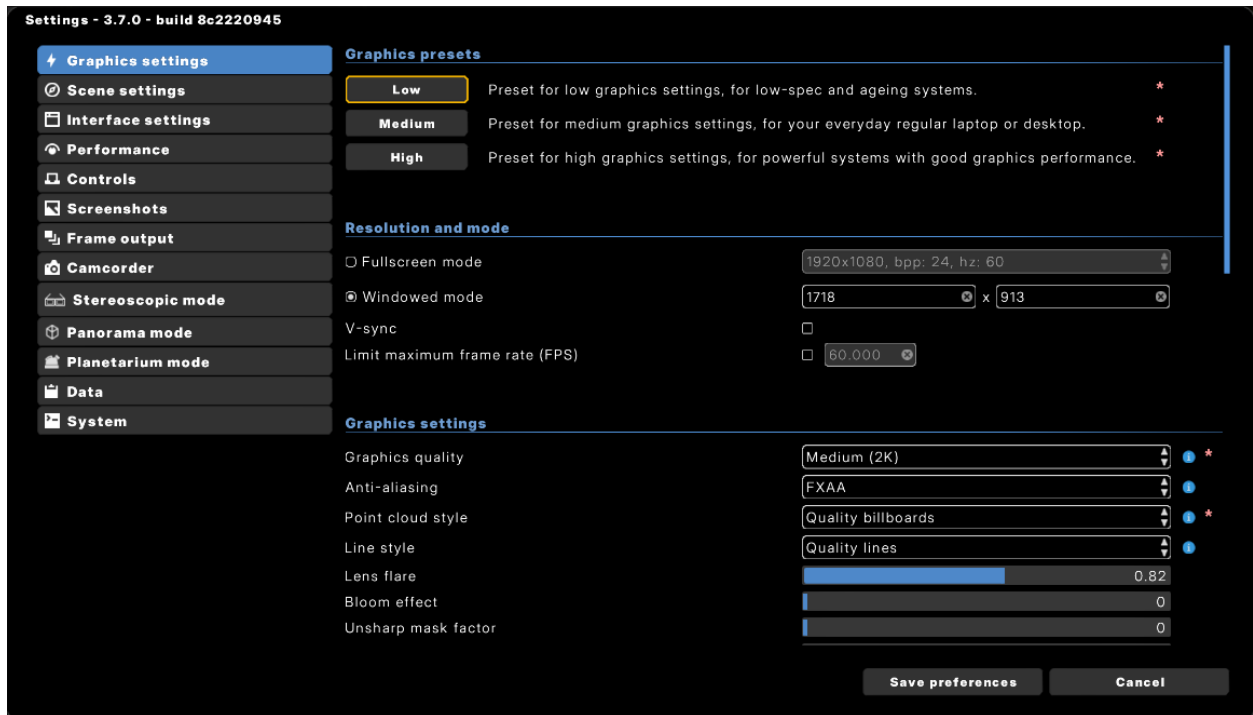 Settings - 3.7.0 - build 8c2220945
Graphics settings
Scene settings
Interface settings
Performance
Controls
Screenshots
Frame output
Camcorder
Stereoscopic mode
Panorama mode
Planetarium mode
Data
System
Graphics presets
Low Preset for low graphics settings, for low-spec and ageing systems. *
Medium Preset for medium graphics settings, for your everyday regular laptop or desktop. *
High Preset for high graphics settings, for powerful systems with good graphics performance. *
Resolution and mode
Fullscreen mode 1920x1080, bpp: 24, hz: 60
Windowed mode 1718 x 913
V-sync
Limit maximum frame rate (FPS) 60.000
Graphics settings
Graphics quality Medium (2K) *
Anti-aliasing FXAA
Point cloud style Quality billboards *
Line style Quality lines
Lens flare 0.82
Bloom effect 0
Unsharp mask factor 0
Save preferences Cancel